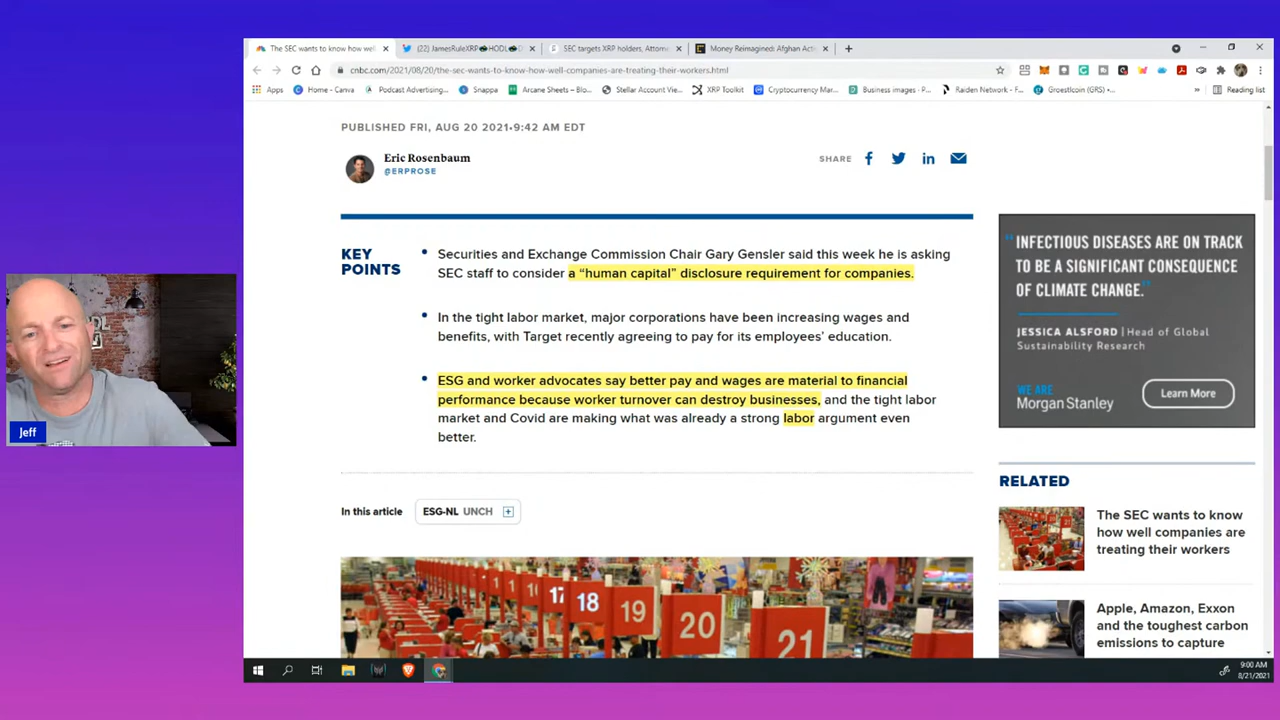 The SEC wants to know how wel
(22) JamesRuleXRP HODL
SEC targets XRP holders, Attorne
Money Reimagined: Afghan Acti
cnbc.com/2021/08/20/the-sec-wants-to-know-how-well-companies-are-treating-their-workers.html
Apps
Home - Canva
Podcast Advertising...
Snappa
Arcane Sheets – Blo...
Stellar Account Vie...
XRP Toolkit
Cryptocurrency Mar...
Business images · P...
Raiden Network – F...
Groestlcoin (GRS) •...
»
Reading list
PUBLISHED FRI, AUG 20 2021•9:42 AM EDT
Eric Rosenbaum
@ERPROSE
SHARE
KEY
POINTS
Securities and Exchange Commission Chair Gary Gensler said this week he is asking
SEC staff to consider a “human capital” disclosure requirement for companies.
In the tight labor market, major corporations have been increasing wages and
benefits, with Target recently agreeing to pay for its employees’ education.
ESG and worker advocates say better pay and wages are material to financial
performance because worker turnover can destroy businesses, and the tight labor
market and Covid are making what was already a strong labor argument even
better.
In this article
ESG-NL UNCH
17
18
19
20
21
“INFECTIOUS DISEASES ARE ON TRACK
TO BE A SIGNIFICANT CONSEQUENCE
OF CLIMATE CHANGE.”
JESSICA ALSFORD | Head of Global
Sustainability Research
WE ARE
Morgan Stanley
Learn More
RELATED
The SEC wants to know
how well companies are
treating their workers
Apple, Amazon, Exxon
and the toughest carbon
emissions to capture
Jeff
9:00 AM
8/21/2021